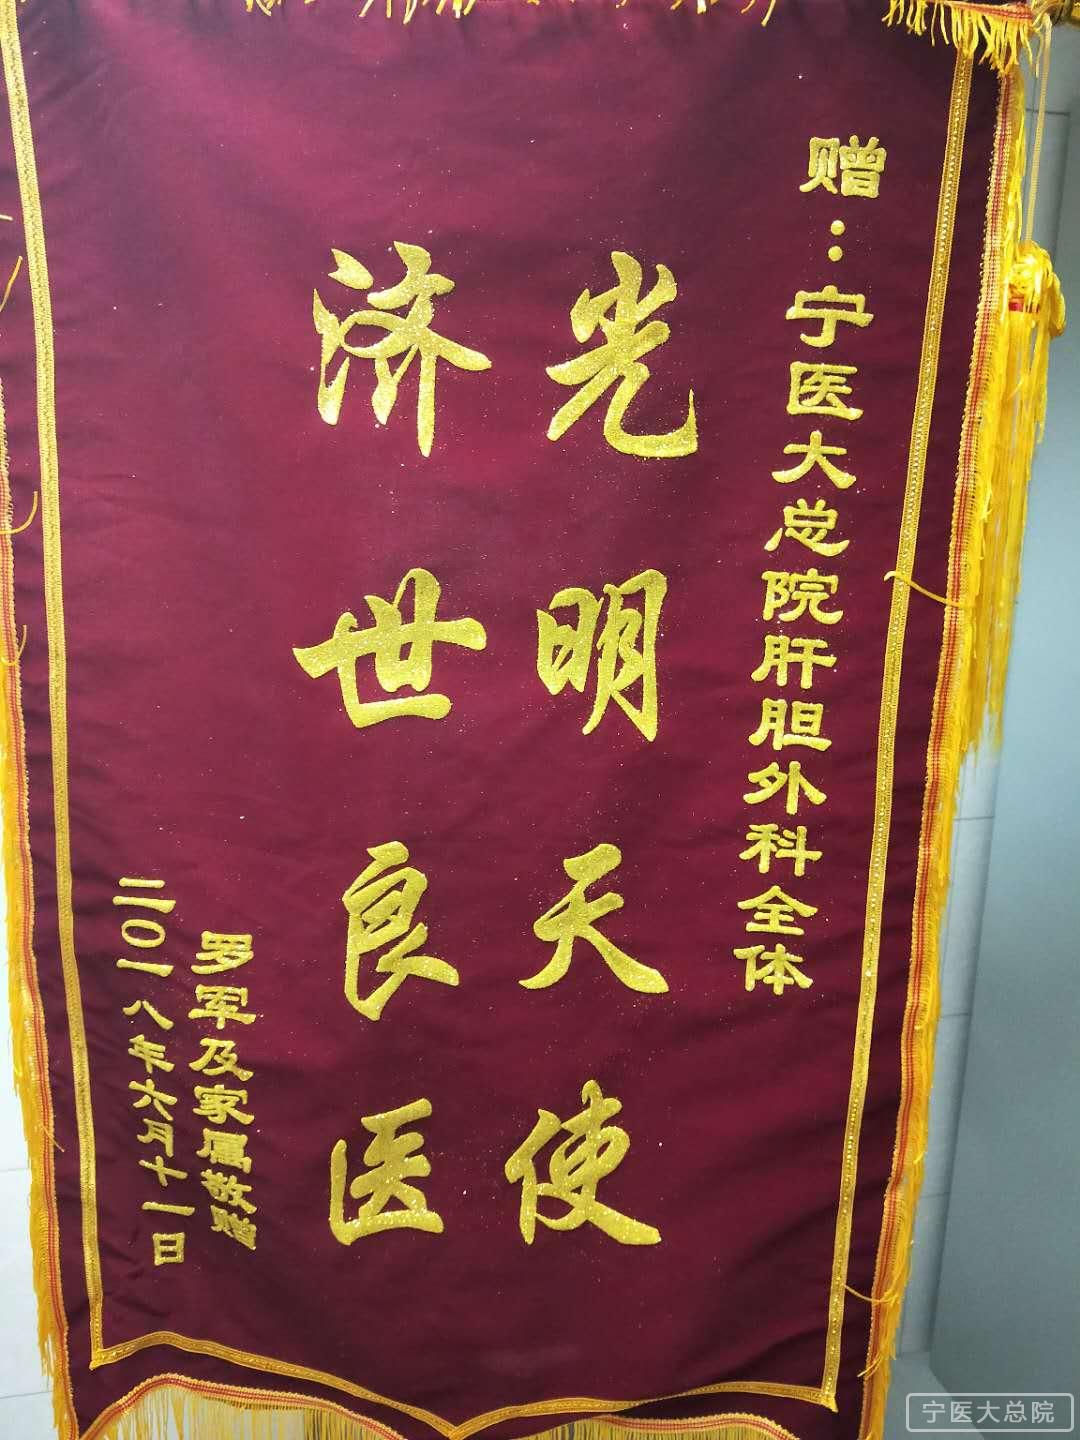 赠：宁医大总院肝胆外科全体
光明天使
济世良医
罗军及家属敬赠
二〇一八年六月十一日
宁医大总院